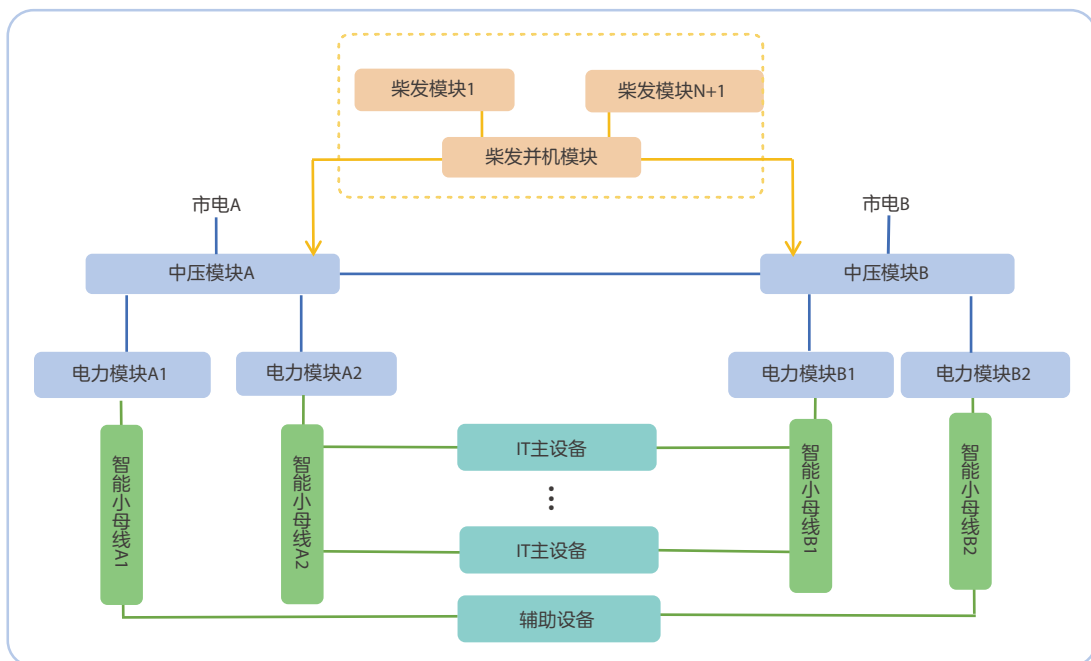 柴发模块1
柴发模块N+1
柴发并机模块
市电A
市电B
中压模块A
中压模块B
电力模块A1
电力模块A2
电力模块B1
电力模块B2
智能小母线A1
智能小母线A2
IT主设备
IT主设备
智能小母线B1
智能小母线B2
辅助设备